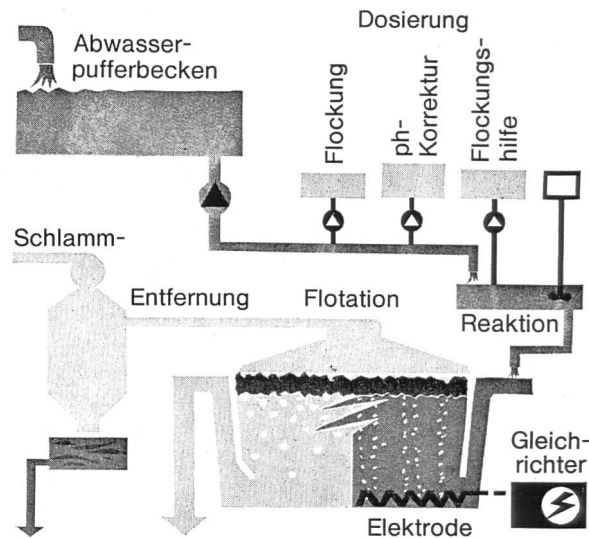 Dosierung
Abwasser-
pufferbecken
Flockung
ph-
Korrektur
Flockungs-
hilfe
Schlamm-
Entfernung
Flotation
Reaktion
Gleich-
richter
Elektrode